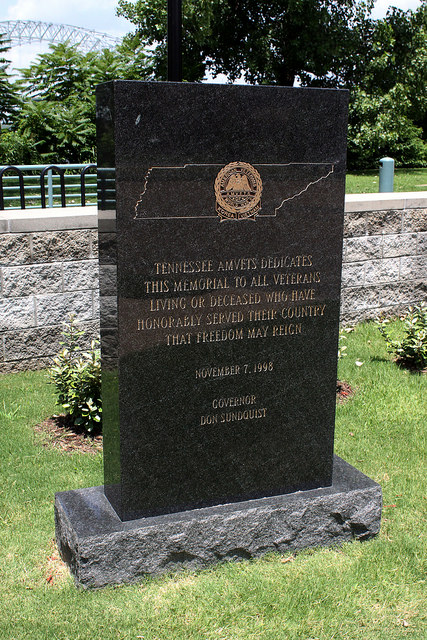 AMVETS
TENNESSEE AMVETS DEDICATES
THIS MEMORIAL TO ALL VETERANS
LIVING OR DECEASED WHO HAVE
HONORABLY SERVED THEIR COUNTRY
THAT FREEDOM MAY REIGN
NOVEMBER 7, 1998
GOVERNOR
DON SUNDQUIST